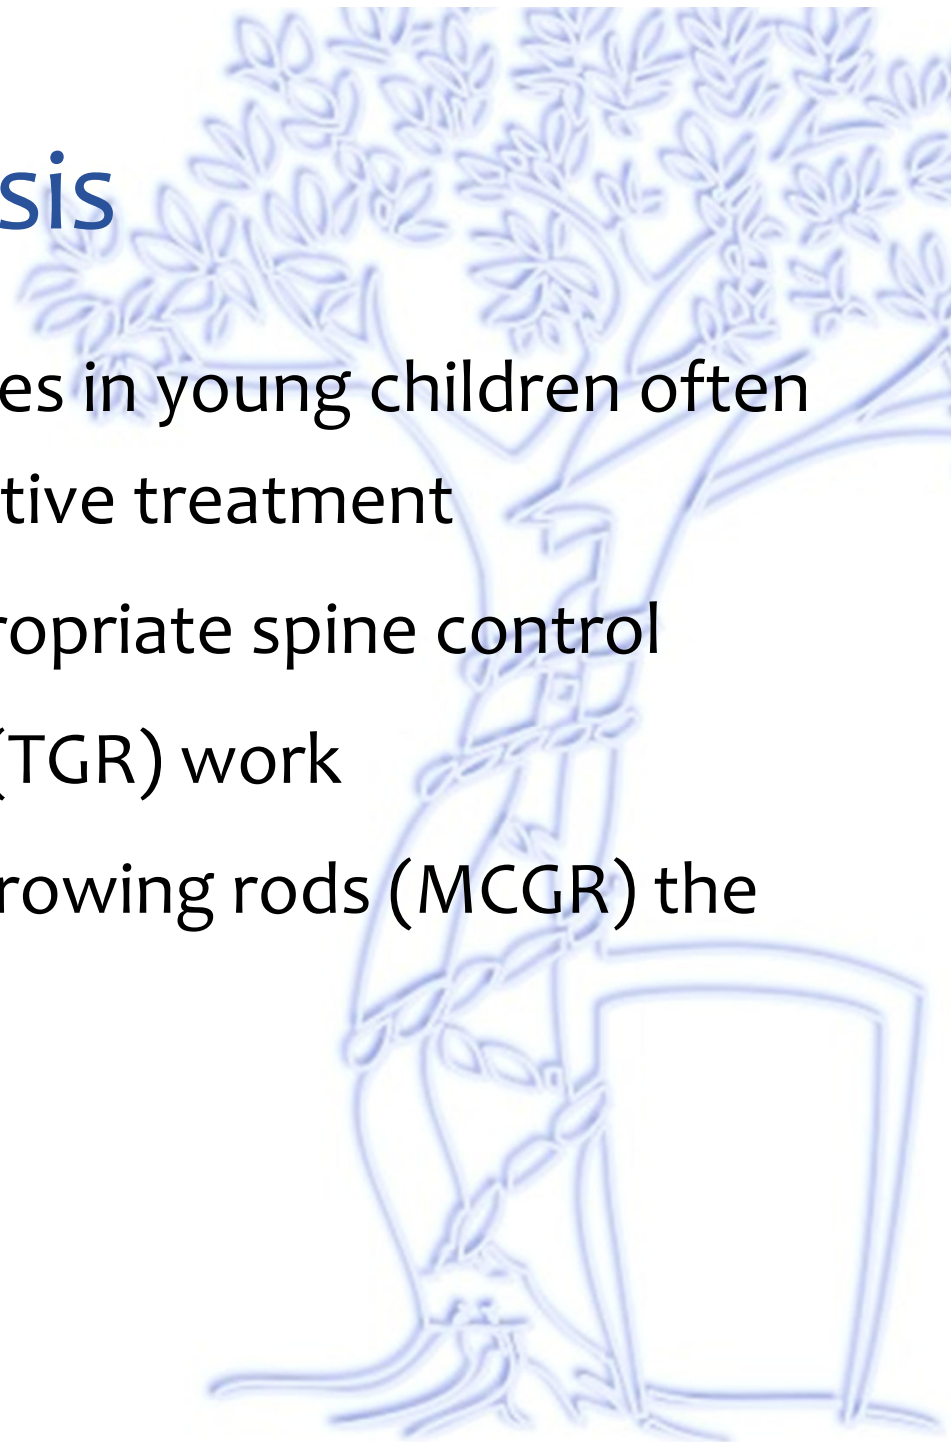 sis
es in young children often
tive treatment
ropriate spine control
(TGR) work
rowing rods (MCGR) the